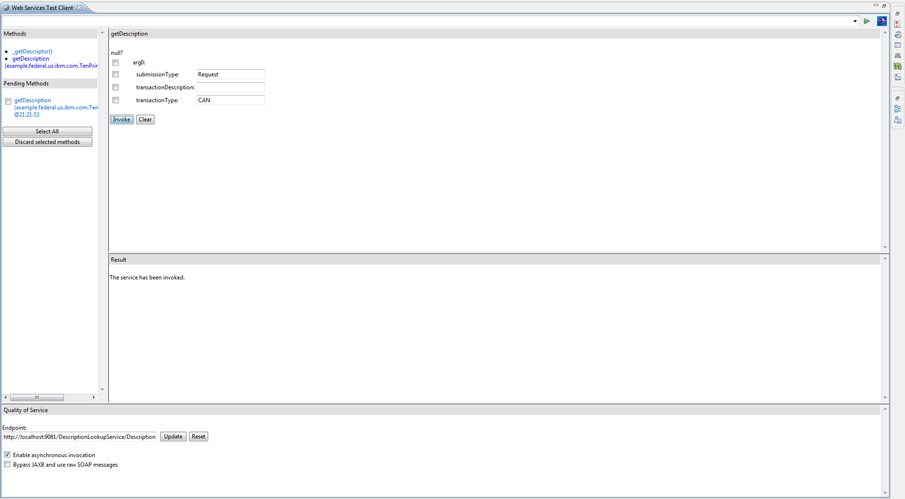 Web Services Test Client
Methods
_getDescriptor()
getDescription
(example.federal.us.ibm.com.TenPri
Pending Methods
getDescription
(example.federal.us.ibm.com.Ten
@21:21:53
Select All
Discard selected methods
getDescription
null?
arg0:
submissionType: Request
transactionDescription:
transactionType: CAN
Invoke Clear
Result
The service has been invoked.
Quality of Service
Endpoint:
http://localhost:9081/DescriptionLookupService/Description Update Reset
Enable asynchronous invocation
Bypass JAXB and use raw SOAP messages